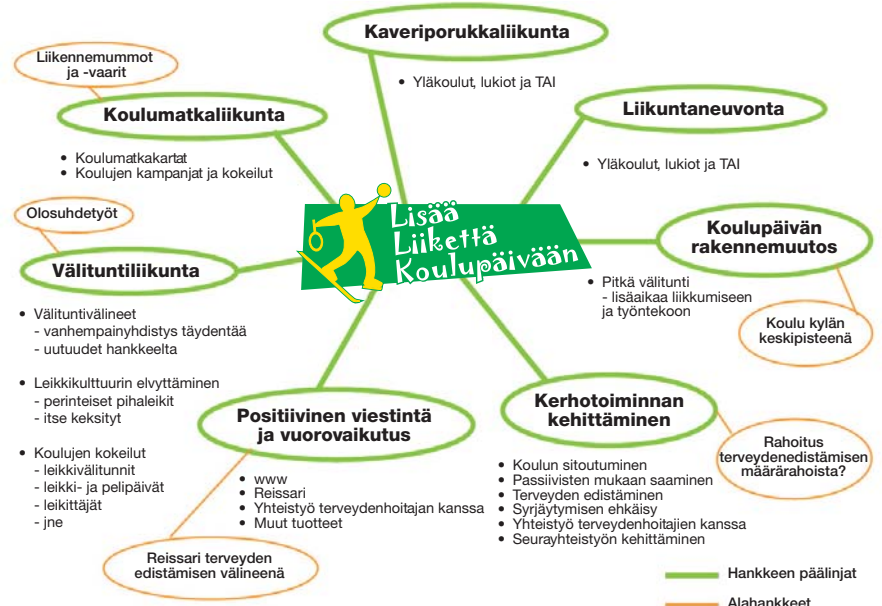 Kaveriporukkaliikunta
• Yläkoulut, lukiot ja TAI
Liikennemummot
ja -vaarit
Koulumatkaliikunta
• Koulumatkakartat
• Koulujen kampanjat ja kokeilut
Liikuntaneuvonta
• Yläkoulut, lukiot ja TAI
Lisää
Liikettä
Koulupäivään
Olosuhdetyöt
Välituntiliikunta
• Välituntivälineet
- vanhempainyhdistys täydentää
- uutuudet hankkeelta
• Leikkikulttuurin elvyttäminen
- perinteiset pihaleikit
- itse keksityt
• Koulujen kokeilut
- leikkivälitunnit
- leikki- ja pelipäivät
- leikittäjät
- jne
Koulupäivän
rakennemuutos
• Pitkä välitunti
- lisäaikaa liikkumiseen
ja työntekoon
Koulu kylän
keskipisteenä
Positiivinen viestintä
ja vuorovaikutus
• www
• Reissari
• Yhteistyö terveydenhoitajan kanssa
• Muut tuotteet
Reissari terveyden
edistämisen välineenä
Kerhotoiminnan
kehittäminen
• Koulun sitoutuminen
• Passiivisten mukaan saaminen
• Terveyden edistäminen
• Syrjäytymisen ehkäisy
• Yhteistyö terveydenhoitajien kanssa
• Seurayhteistyön kehittäminen
Rahoitus
terveydenedistämisen
määrärahoista?
Hankkeen päälinjat
Alahankkeet